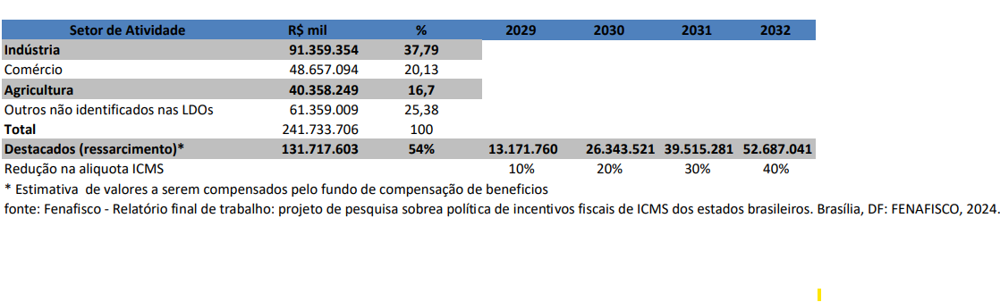 Setor de Atividade R$ mil % 2029 2030 2031 2032
Indústria 91.359.354 37,79
Comércio 48.657.094 20,13
Agricultura 40.358.249 16,7
Outros não identificados nas LDOs 61.359.009 25,38
Total 241.733.706 100
Destacados (ressarcimento)* 131.717.603 54% 13.171.760 26.343.521 39.515.281 52.687.041
Redução na aliquota ICMS 10% 20% 30% 40%
* Estimativa de valores a serem compensados pelo fundo de compensação de beneficios
fonte: Fenafisco - Relatório final de trabalho: projeto de pesquisa sobrea política de incentivos fiscais de ICMS dos estados brasileiros. Brasília, DF: FENAFISCO, 2024.